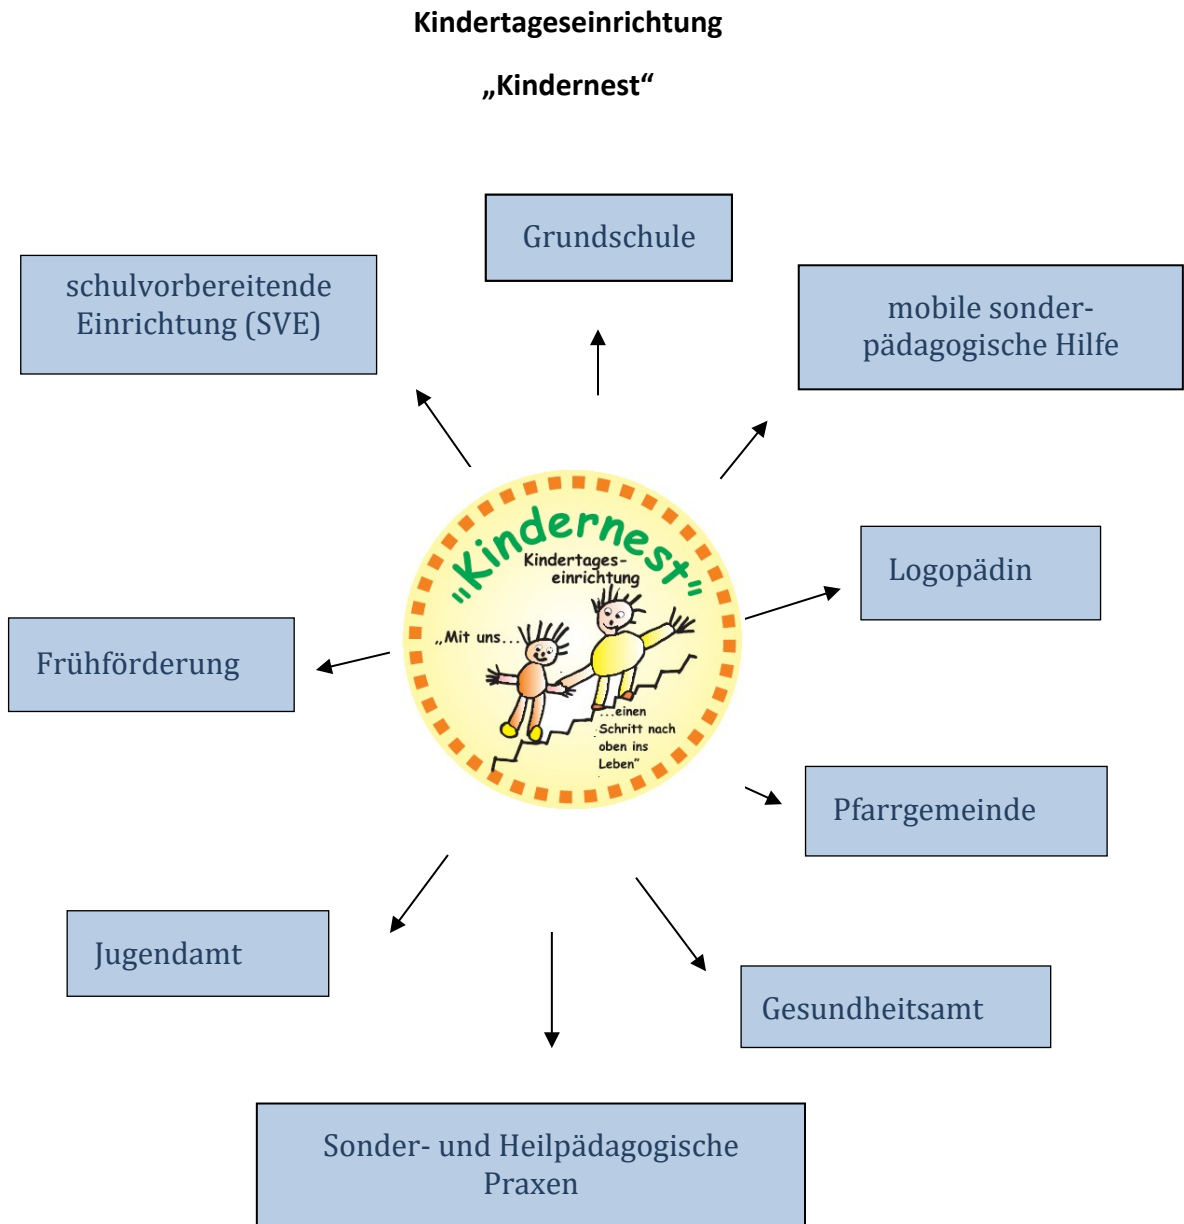 Kindertageseinrichtung
„Kindernest“
Grundschule
schulvorbereitende
Einrichtung (SVE)
mobile sonder-
pädagogische Hilfe
"Kindernest"
Kindertages-
einrichtung
„Mit uns...
...einen
Schritt nach
oben ins
Leben"
Logopädin
Frühförderung
Pfarrgemeinde
Jugendamt
Gesundheitsamt
Sonder- und Heilpädagogische
Praxen